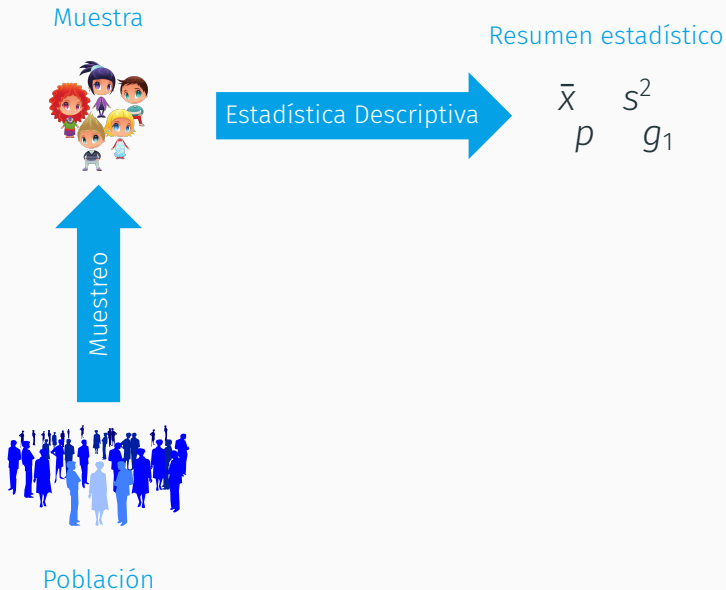 Muestra
Resumen estadístico
Estadística Descriptiva
x̄ s²
p g₁
Muestreo
Población